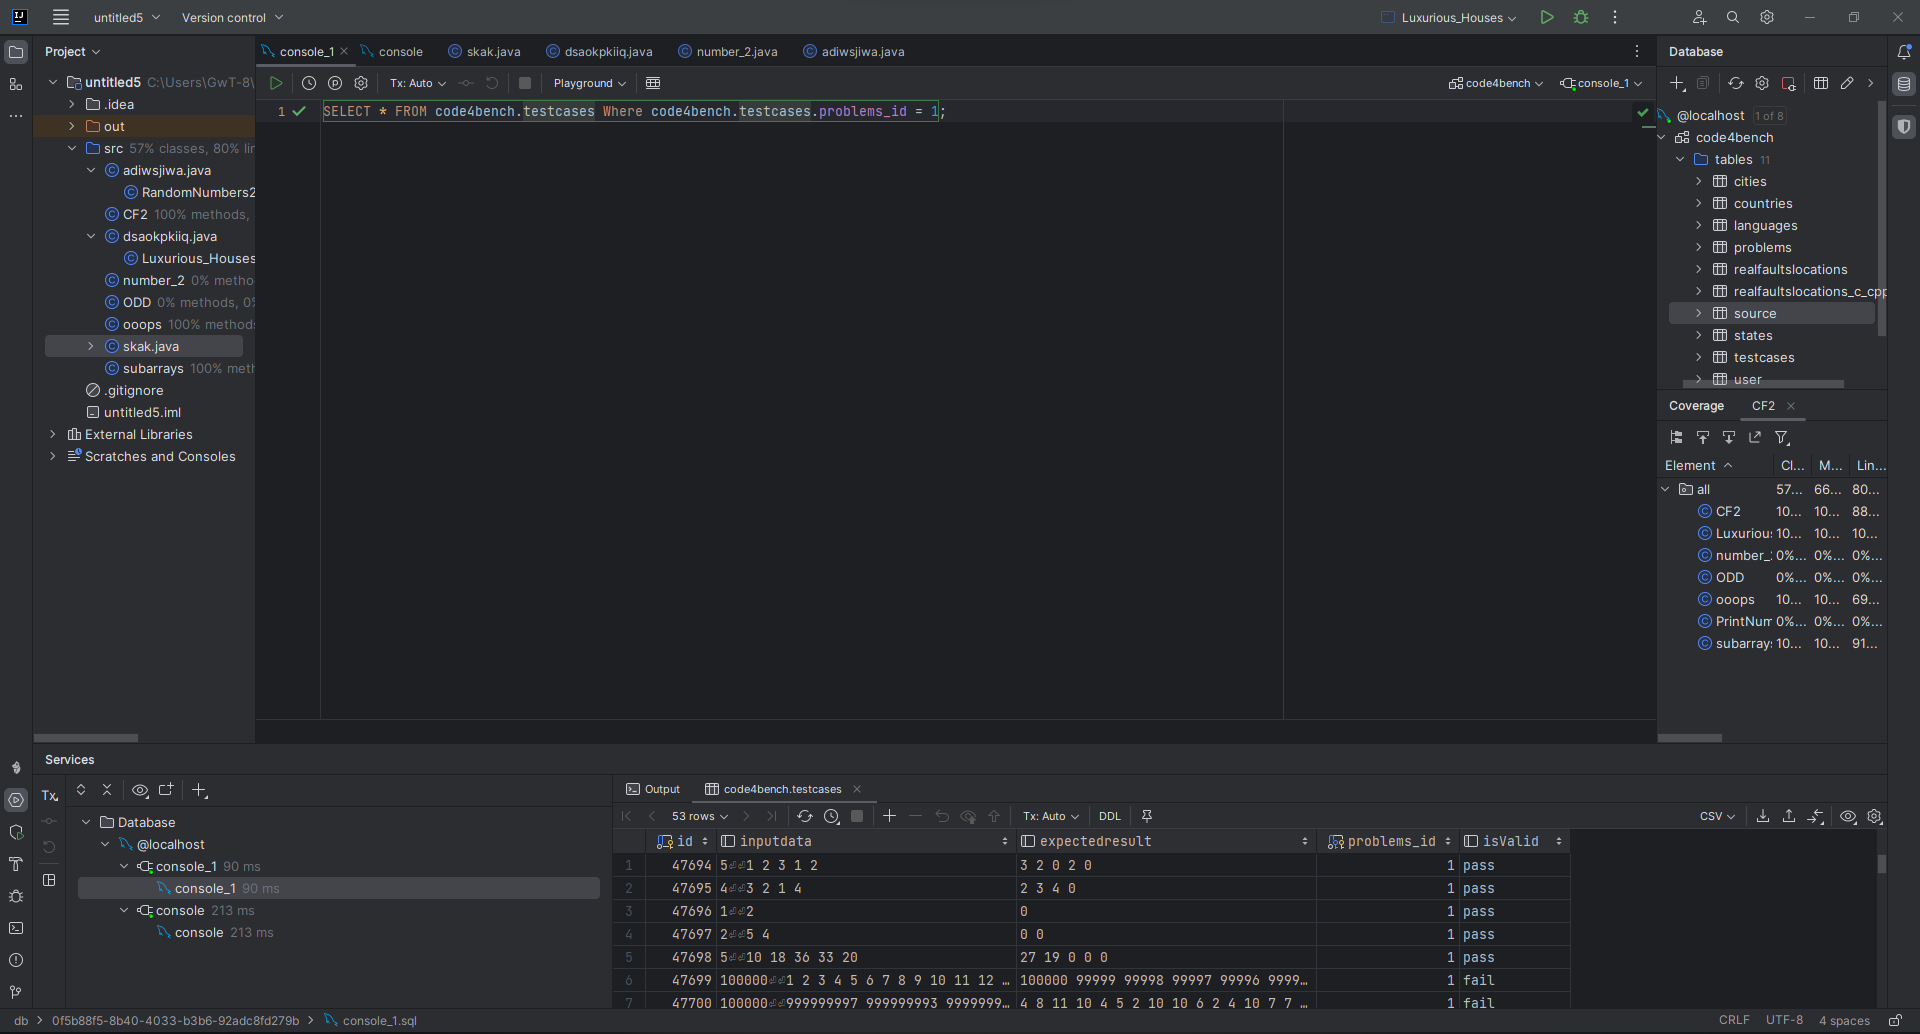 untitled5
Version control
Luxurious_Houses
Project
console_1
console
skak.java
dsaokpkiiq.java
number_2.java
adiwsjiwa.java
Database
Tx: Auto
Playground
code4bench
console_1
untitled5 C:\Users\GwT-8\
.idea
out
src 57% classes, 80% lir
adiwsjiwa.java
RandomNumbers2
CF2 100% methods,
dsaokpkiiq.java
Luxurious_Houses
number_2 0% metho
ODD 0% methods, 0%
ooops 100% methods
skak.java
subarrays 100% meth
.gitignore
untitled5.iml
External Libraries
Scratches and Consoles
1
SELECT * FROM code4bench.testcases Where code4bench.testcases.problems_id = 1;
@localhost 1 of 8
code4bench
tables 11
cities
countries
languages
problems
realfaultslocations
realfaultslocations_c_cpp
source
states
testcases
user
Coverage
CF2
Element Cl... M... Lin...
all 57... 66... 80...
CF2 10... 10... 88...
Luxurious 10... 10... 10...
number_2 0%... 0%... 0%...
ODD 0%... 0%... 0%...
ooops 10... 10... 69...
PrintNum 0%... 0%... 0%...
subarrays 10... 10... 91...
Services
Tx
Database
@localhost
console_1 90 ms
console_1 90 ms
console 213 ms
console 213 ms
Output
code4bench.testcases
53 rows
Tx: Auto
DDL
CSV
id inputdata expectedresult problems_id isValid
1 47694 5⏎⏎1 2 3 1 2 3 2 0 2 0 1 pass
2 47695 4⏎⏎3 2 1 4 2 3 4 0 1 pass
3 47696 1⏎⏎2 0 1 pass
4 47697 2⏎⏎5 4 0 0 1 pass
5 47698 5⏎⏎10 18 36 33 20 27 19 0 0 0 1 pass
6 47699 100000⏎⏎1 2 3 4 5 6 7 8 9 10 11 12 … 100000 99999 99998 99997 99996 9999… 1 fail
7 47700 100000⏎⏎999999997 999999993 9999999… 4 8 11 10 4 5 2 10 10 6 2 4 10 7 7 … 1 fail
db
0f5b88f5-8b40-4033-b3b6-92adc8fd279b
console_1.sql
CRLF
UTF-8
4 spaces